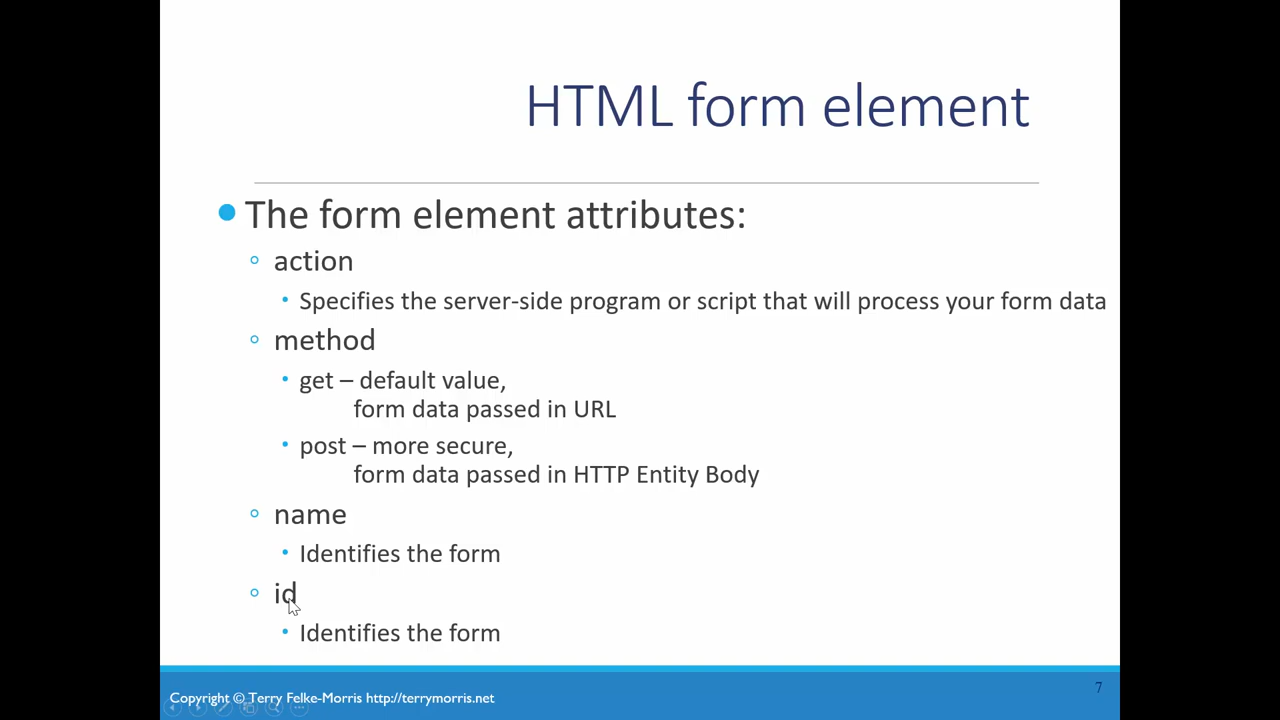 HTML form element
The form element attributes:
action
Specifies the server-side program or script that will process your form data
method
get – default value,
form data passed in URL
post – more secure,
form data passed in HTTP Entity Body
name
Identifies the form
id
Identifies the form
Copyright © Terry Felke-Morris http://terrymorris.net
7